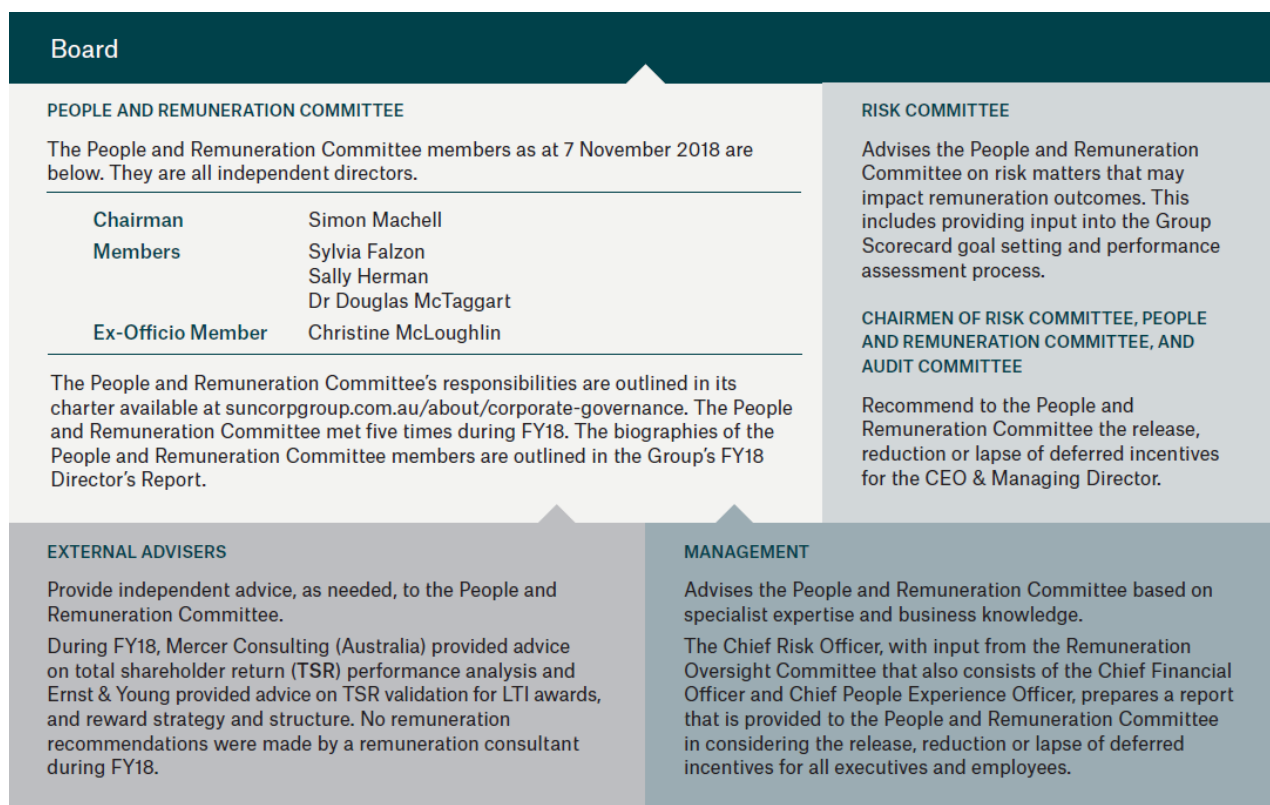 Board
PEOPLE AND REMUNERATION COMMITTEE
The People and Remuneration Committee members as at 7 November 2018 are
below. They are all independent directors.
Chairman Simon Machell
Members Sylvia Falzon
Sally Herman
Dr Douglas McTaggart
Ex-Officio Member Christine McLoughlin
The People and Remuneration Committee's responsibilities are outlined in its
charter available at suncorpgroup.com.au/about/corporate-governance. The People
and Remuneration Committee met five times during FY18. The biographies of the
People and Remuneration Committee members are outlined in the Group's FY18
Director's Report.
RISK COMMITTEE
Advises the People and Remuneration
Committee on risk matters that may
impact remuneration outcomes. This
includes providing input into the Group
Scorecard goal setting and performance
assessment process.
CHAIRMEN OF RISK COMMITTEE, PEOPLE
AND REMUNERATION COMMITTEE, AND
AUDIT COMMITTEE
Recommend to the People and
Remuneration Committee the release,
reduction or lapse of deferred incentives
for the CEO & Managing Director.
EXTERNAL ADVISERS
Provide independent advice, as needed, to the People and
Remuneration Committee.
During FY18, Mercer Consulting (Australia) provided advice
on total shareholder return (TSR) performance analysis and
Ernst & Young provided advice on TSR validation for LTI awards,
and reward strategy and structure. No remuneration
recommendations were made by a remuneration consultant
during FY18.
MANAGEMENT
Advises the People and Remuneration Committee based on
specialist expertise and business knowledge.
The Chief Risk Officer, with input from the Remuneration
Oversight Committee that also consists of the Chief Financial
Officer and Chief People Experience Officer, prepares a report
that is provided to the People and Remuneration Committee
in considering the release, reduction or lapse of deferred
incentives for all executives and employees.